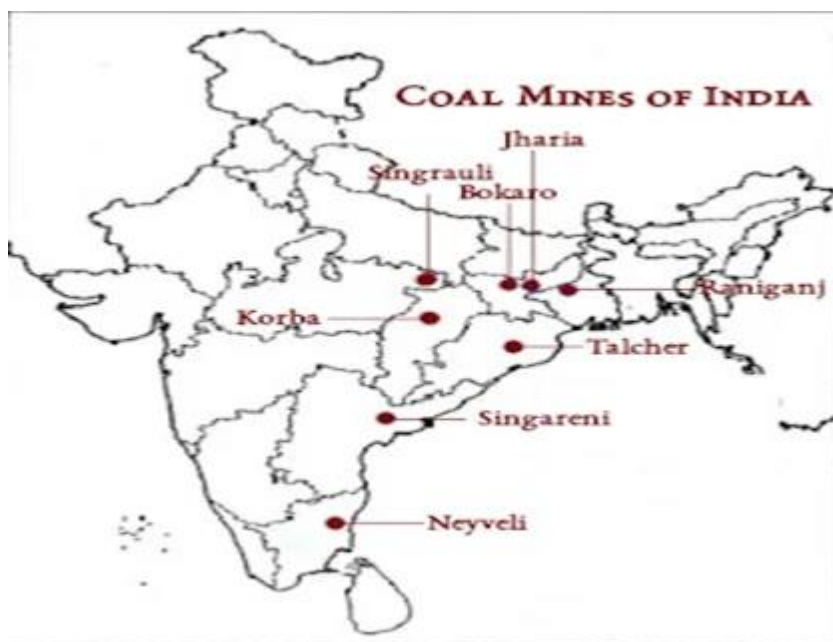 COAL MINES OF INDIA
Jharia
Singrauli
Bokaro
Raniganj
Korba
Talcher
Singareni
Neyveli